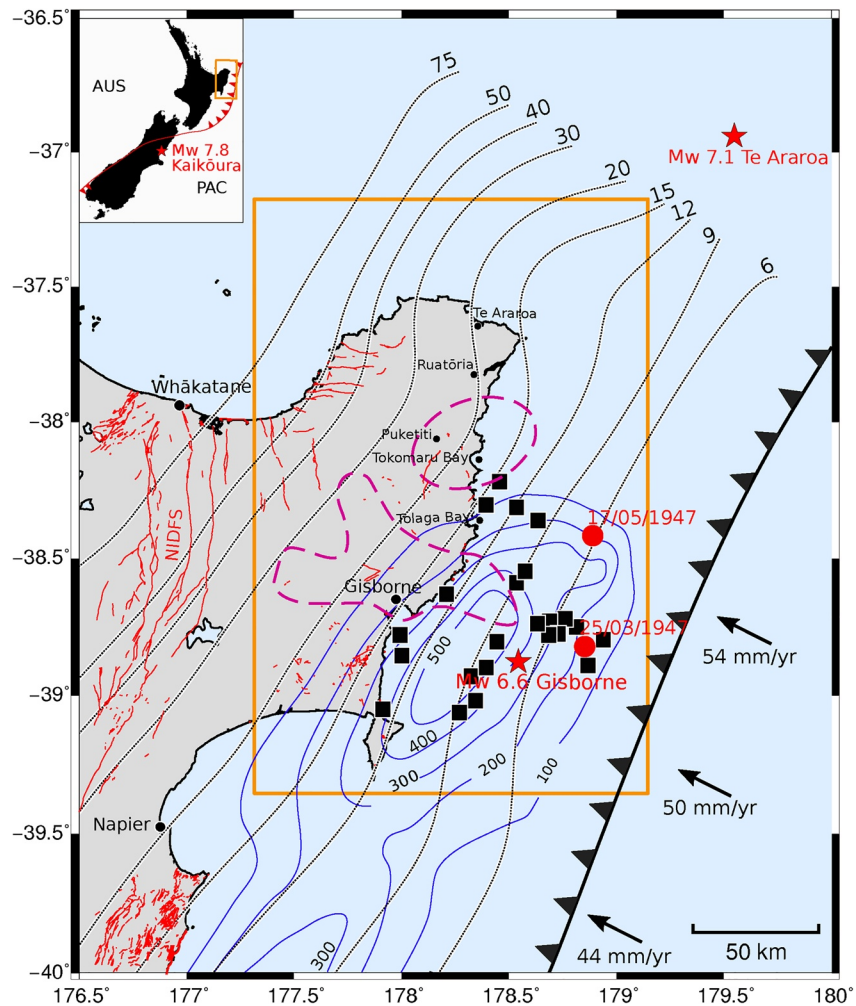 −36.5
−37
−37.5
−38
−38.5
−39
−39.5
−40
176.5
177
177.5
178
178.5
179
179.5
180
AUS
Mw 7.8
Kaikōura
PAC
75
50
40
30
20
15
12
9
6
Mw 7.1 Te Araroa
Te Araroa
Ruatōria
Whākatane
Puketiti
Tokomaru Bay
Tolaga Bay
17/05/1947
NIDFS
Gisborne
25/03/1947
500
Mw 6.6 Gisborne
400
300
200
100
300
54 mm/yr
50 mm/yr
44 mm/yr
Napier
50 km